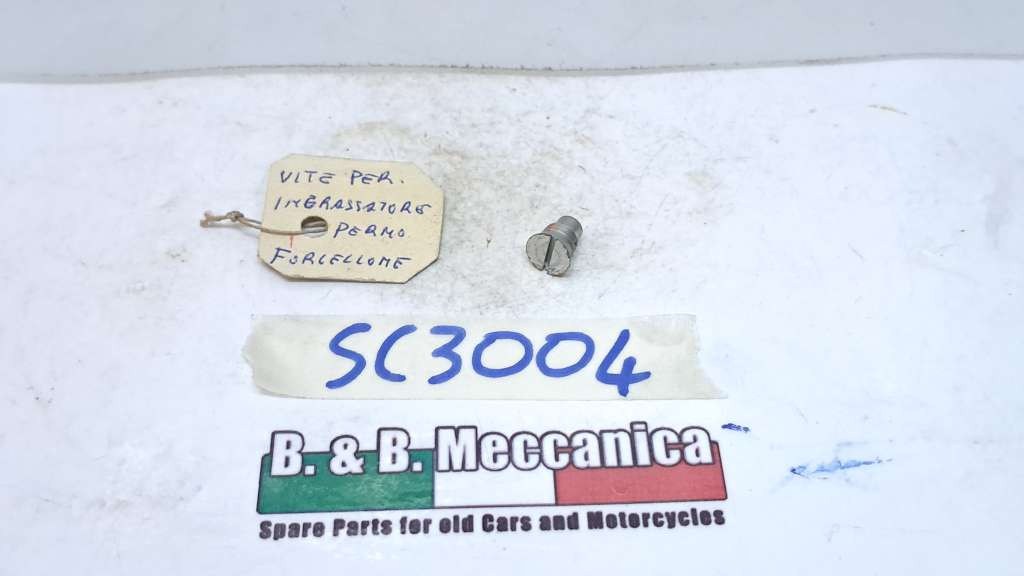 VITE PER.
INGRASSATORE
PERNO
FORCELLONE
SC3004
B. & B. Meccanica
Spare Parts for old Cars and Motorcycles